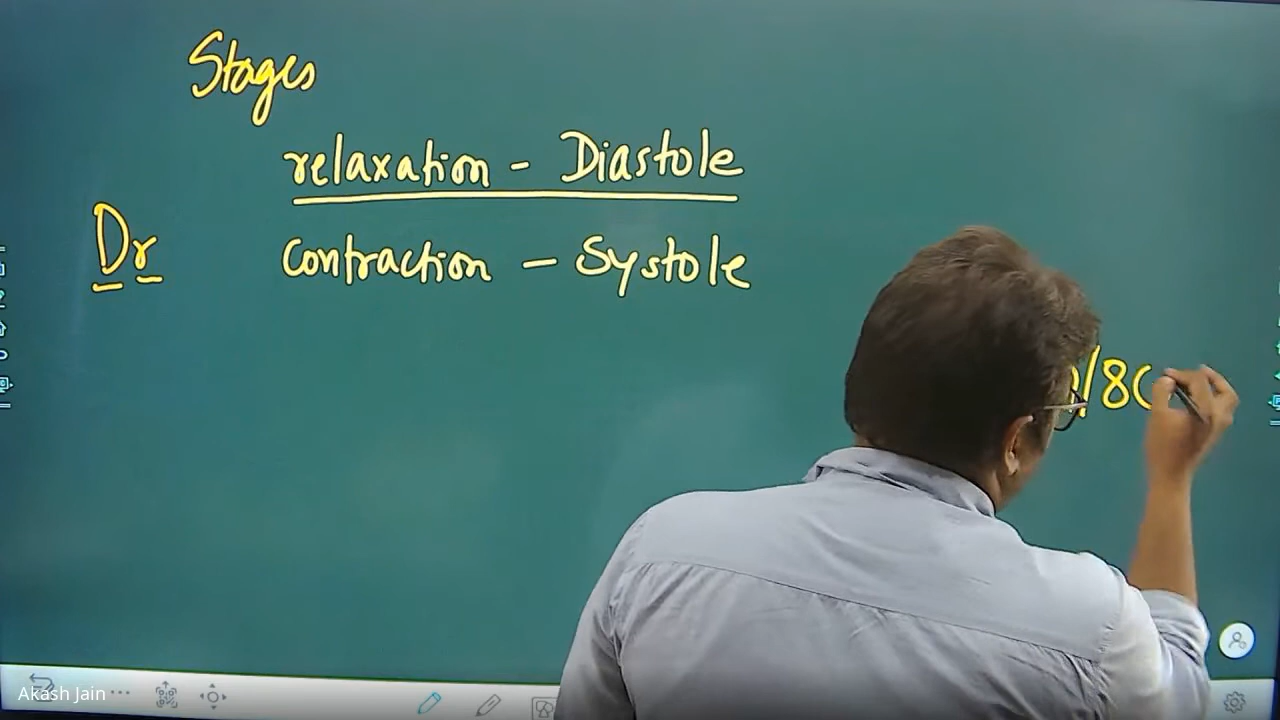 Stages
relaxation - Diastole
Dr
Contraction - Systole
/80
Akash Jain